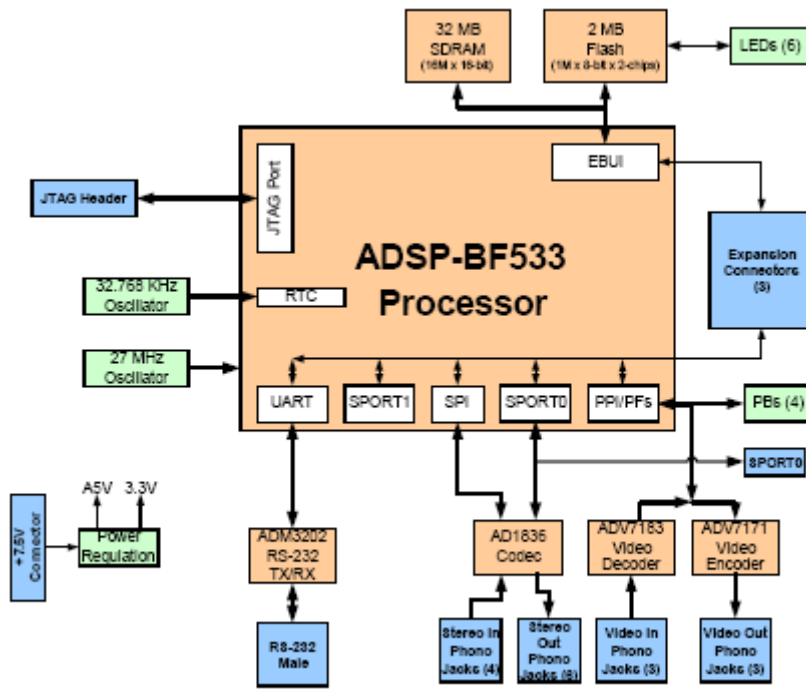 32 MB
SDRAM
(16M x 16-bit)
2 MB
Flash
(1M x 8-bit x 2-chips)
LEDs (6)
EBUI
JTAG Header
JTAG Port
ADSP-BF533
Processor
Expansion
Connectors
(3)
32.768 KHz
Oscillator
RTC
27 MHz
Oscillator
UART
SPORT1
SPI
SPORT0
PPI/PFs
PBs (4)
SPORT0
A5V
3.3V
+7.5V
Connector
Power
Regulation
ADM3202
RS-232
TX/RX
AD1836
Codec
ADV7183
Video
Decoder
ADV7171
Video
Encoder
RS-232
Male
Stereo In
Phono
Jacks (4)
Stereo
Out
Phono
Jacks (6)
Video In
Phono
Jacks (3)
Video Out
Phono
Jacks (3)